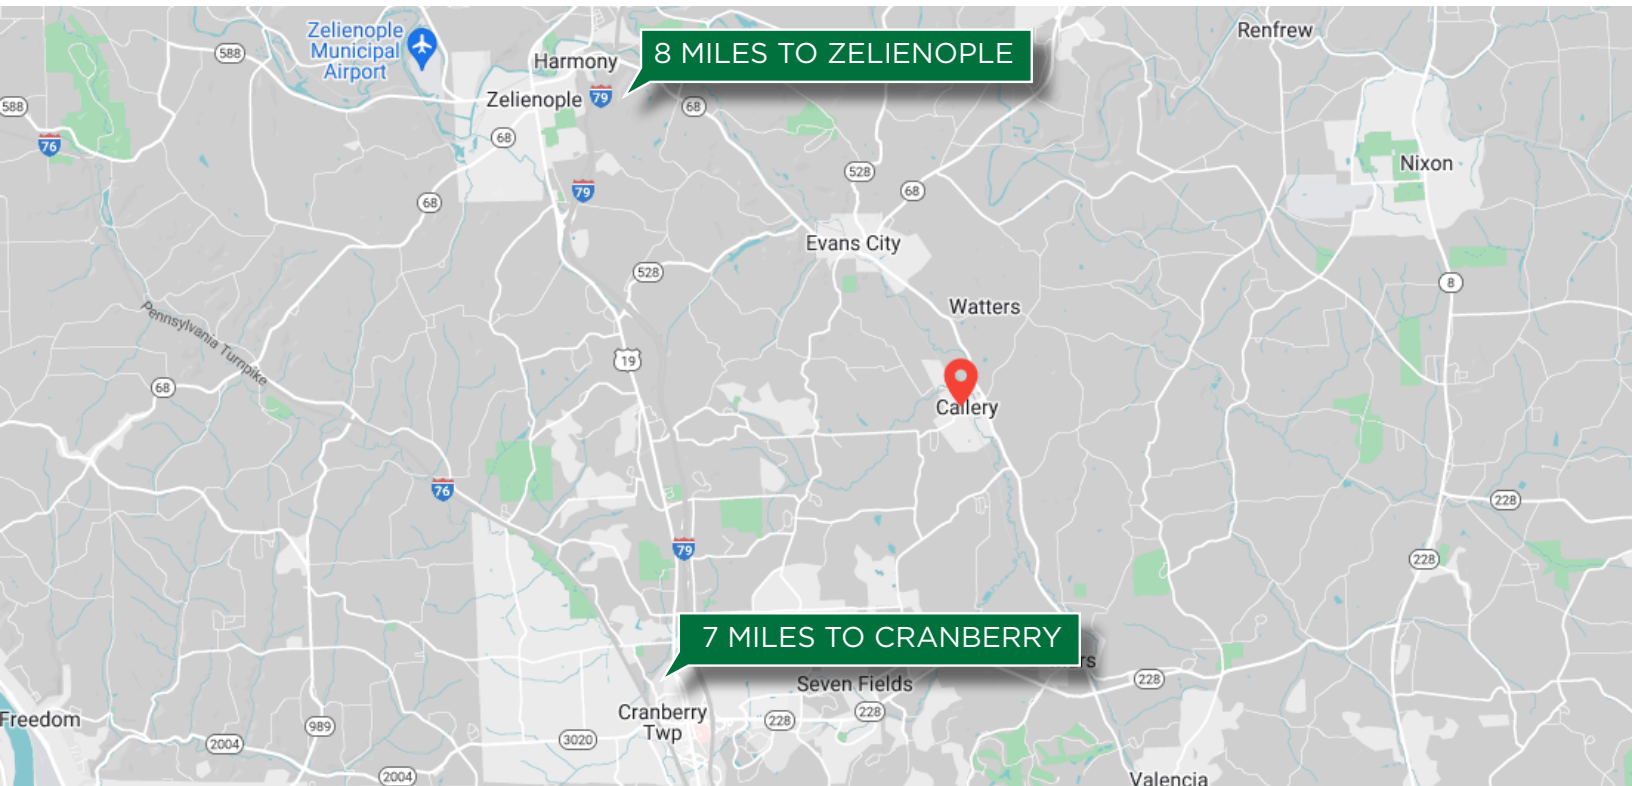 Zelienople
Municipal
Airport
588
Harmony
8 MILES TO ZELIENOPLE
Renfrew
588
Zelienople
79
68
76
68
528
Nixon
79
68
68
Evans City
528
8
Watters
Pennsylvania Turnpike
19
68
Callery
76
228
79
228
7 MILES TO CRANBERRY
rs
Seven Fields
228
Freedom
989
Cranberry
Twp
228
228
2004
3020
2004
Valencia